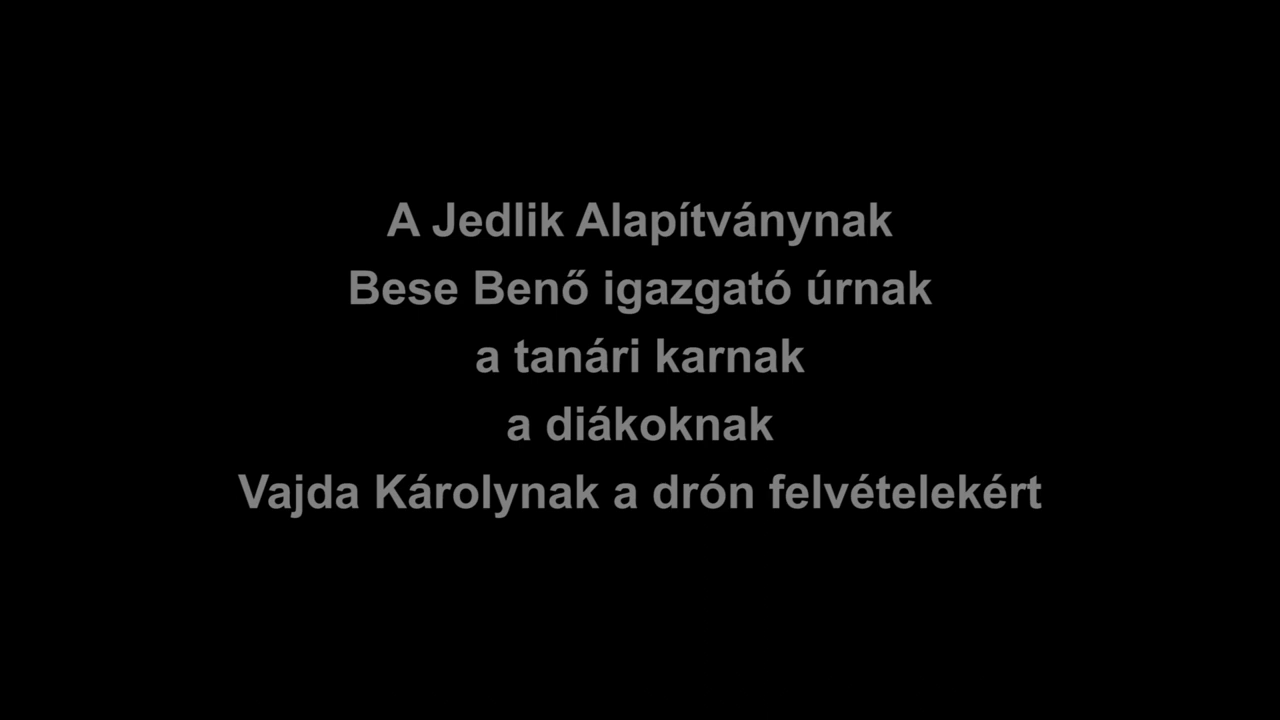 A Jedlik Alapítványnak
Bese Benő igazgató úrnak
a tanári karnak
a diákoknak
Vajda Károlynak a drón felvételekért